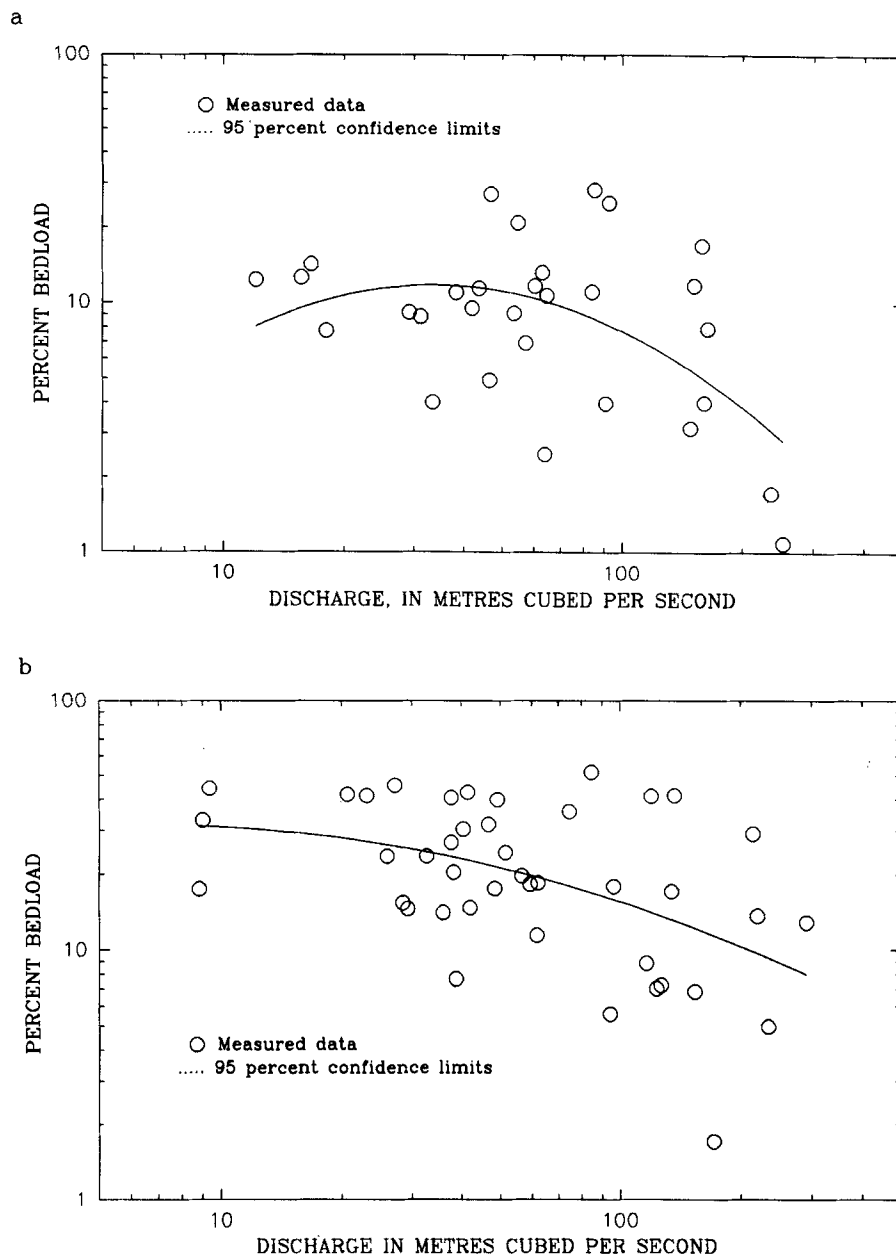 a
100
○ Measured data
..... 95 percent confidence limits
PERCENT BEDLOAD
10
1
10
100
DISCHARGE, IN METRES CUBED PER SECOND
b
100
PERCENT BEDLOAD
10
○ Measured data
..... 95 percent confidence limits
1
10
100
DISCHARGE IN METRES CUBED PER SECOND